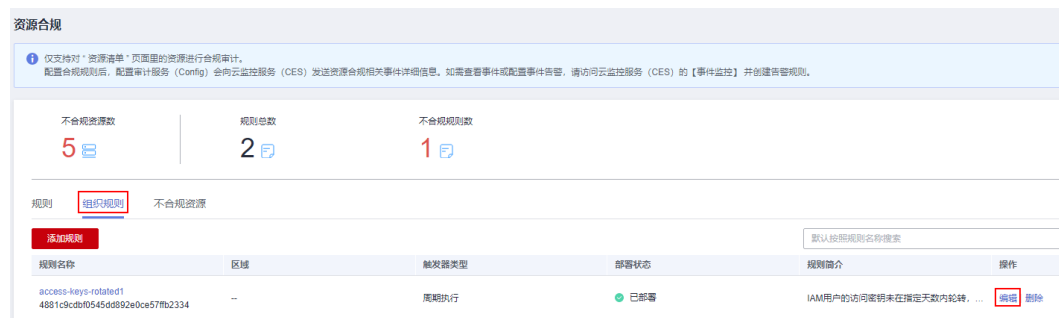 资源合规
仅支持对“资源清单”页面里的资源进行合规审计。
配置合规规则后，配置审计服务（Config）会向云监控服务（CES）发送资源合规相关事件详细信息。如需查看事件或配置事件告警，请访问云监控服务（CES）的【事件监控】并创建告警规则。
不合规资源数 规则总数 不合规规则数
5 2 1
规则 组织规则 不合规资源
添加规则 默认按照规则名称搜索
规则名称 区域 触发器类型 部署状态 规则简介 操作
access-keys-rotated1
4881c9cdbf0545dd892e0ce57ffb2334 -- 周期执行 已部署 IAM用户的访问密钥未在指定天数内轮转，... 编辑 删除